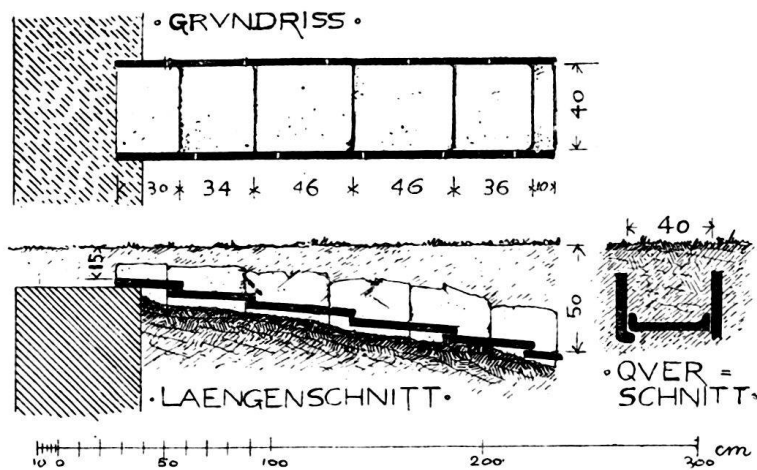 · GRVNDRISS ·
40
30 34 46 46 36 10
40
15
50
· LAENGENSCHNITT ·
· QVER =
SCHNITT ·
10 0 50 100 200 300 cm